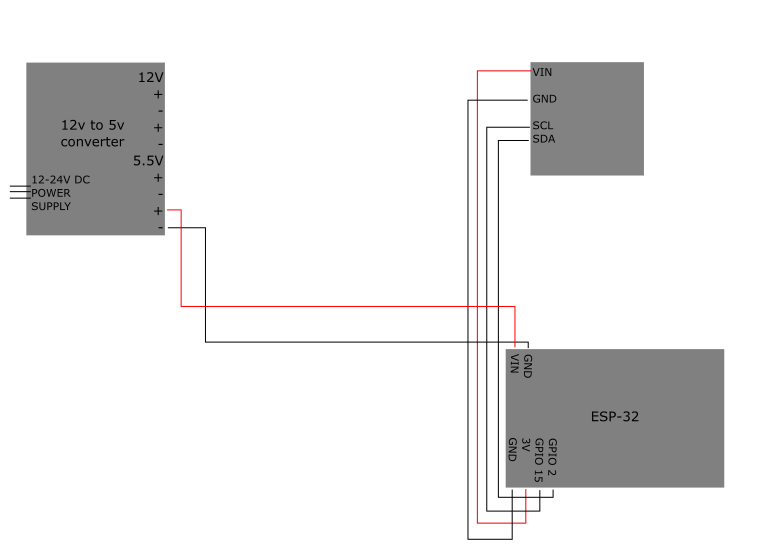 12V
+
-
12v to 5v
+
converter
-
5.5V
+
12-24V DC
POWER
-
SUPPLY
+
-
VIN
GND
SCL
SDA
VIN
GND
ESP-32
GND
3V
GPIO 15
GPIO 2